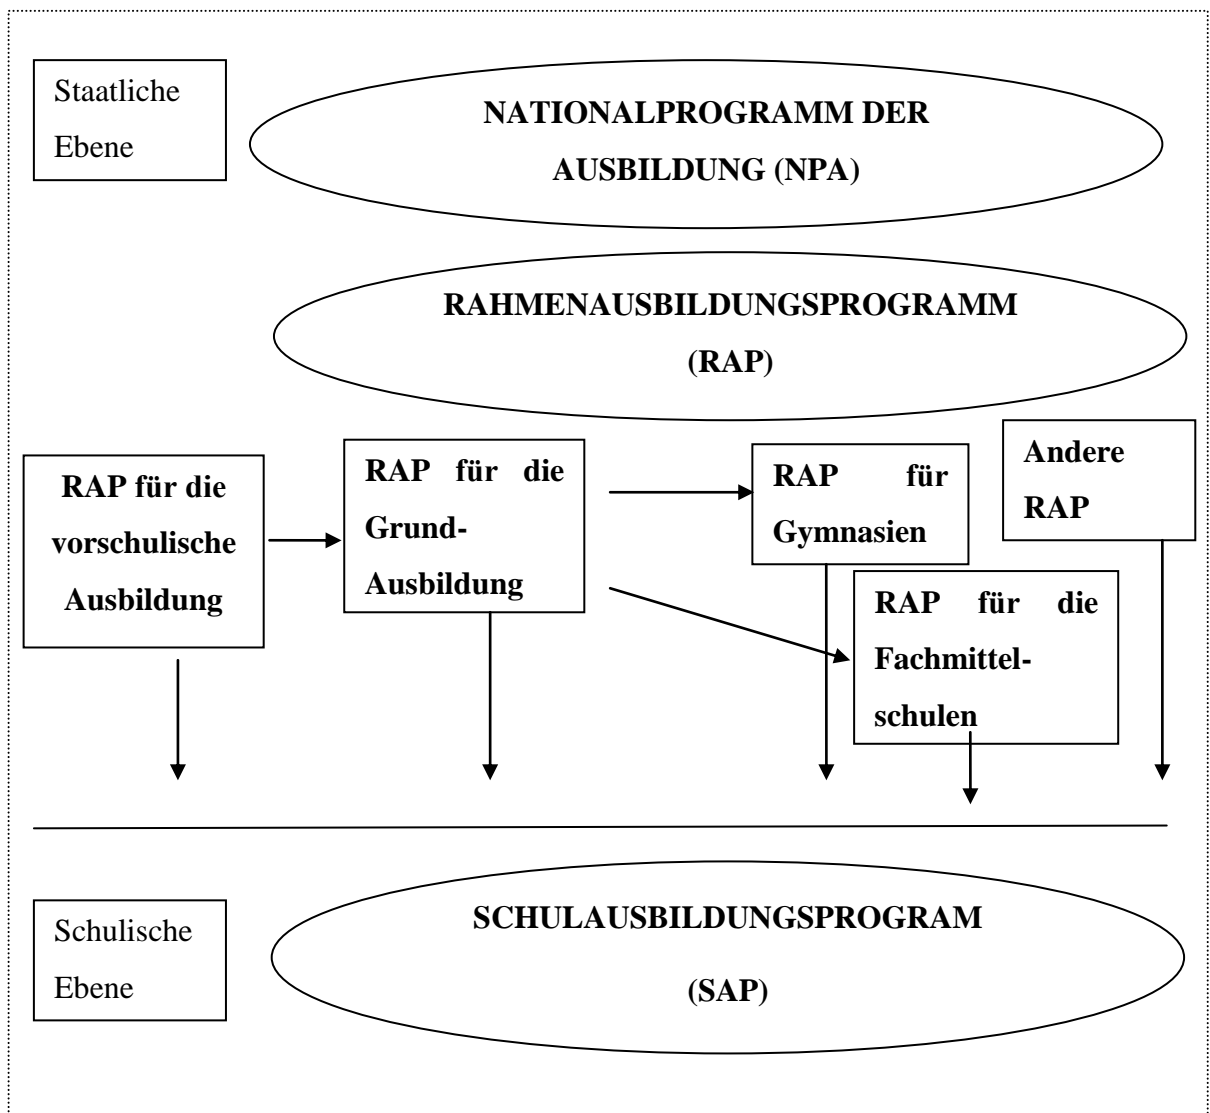 Staatliche
Ebene
NATIONALPROGRAMM DER
AUSBILDUNG (NPA)
RAHMENAUSBILDUNGSPROGRAMM
(RAP)
RAP für die
vorschulische
Ausbildung
RAP für die
Grund-
Ausbildung
RAP für
Gymnasien
Andere
RAP
RAP für die
Fachmittel-
schulen
Schulische
Ebene
SCHULAUSBILDUNGSPROGRAM
(SAP)